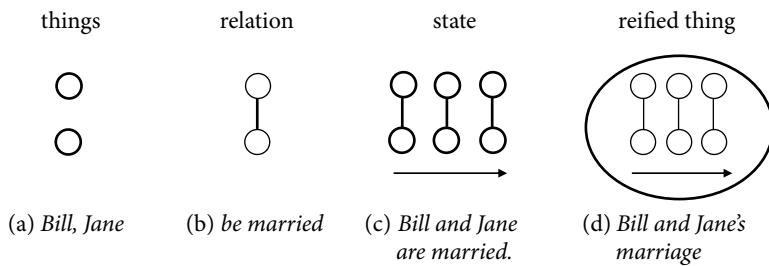 things relation state reified thing
(a) Bill, Jane (b) be married (c) Bill and Jane (d) Bill and Jane’s
are married. marriage